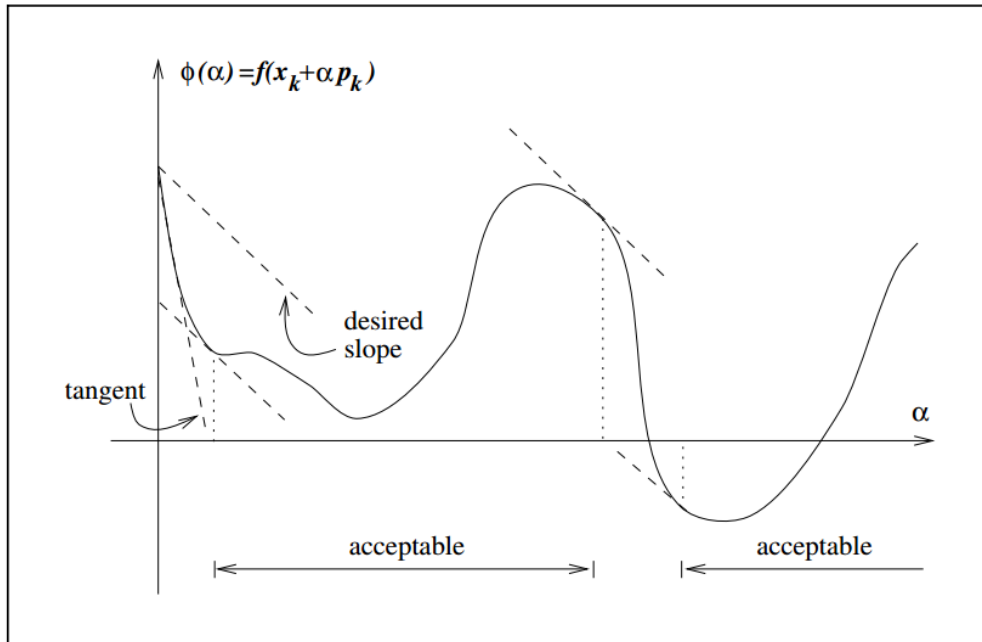 ϕ(α) =f(x_k+αp_k)
desired
slope
tangent
α
acceptable
acceptable